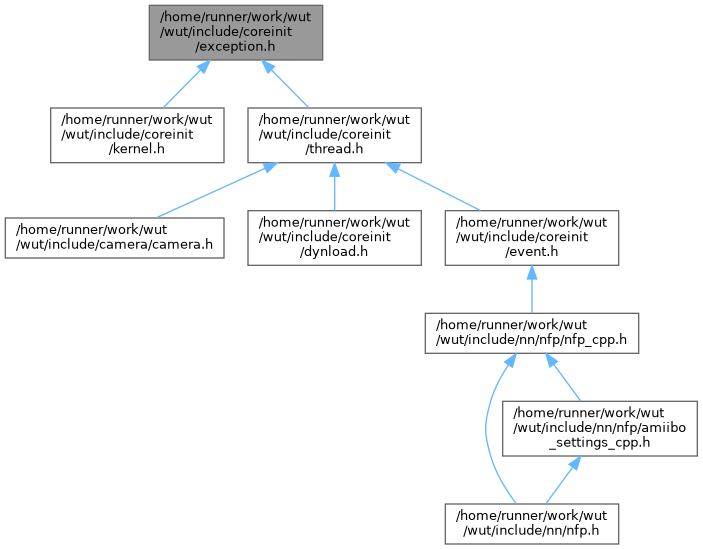 /home/runner/work/wut
/wut/include/coreinit
/exception.h
/home/runner/work/wut
/wut/include/coreinit
/kernel.h
/home/runner/work/wut
/wut/include/coreinit
/thread.h
/home/runner/work/wut
/wut/include/camera/camera.h
/home/runner/work/wut
/wut/include/coreinit
/dynload.h
/home/runner/work/wut
/wut/include/coreinit
/event.h
/home/runner/work/wut
/wut/include/nn/nfp/nfp_cpp.h
/home/runner/work/wut
/wut/include/nn/nfp/amiibo
_settings_cpp.h
/home/runner/work/wut
/wut/include/nn/nfp.h